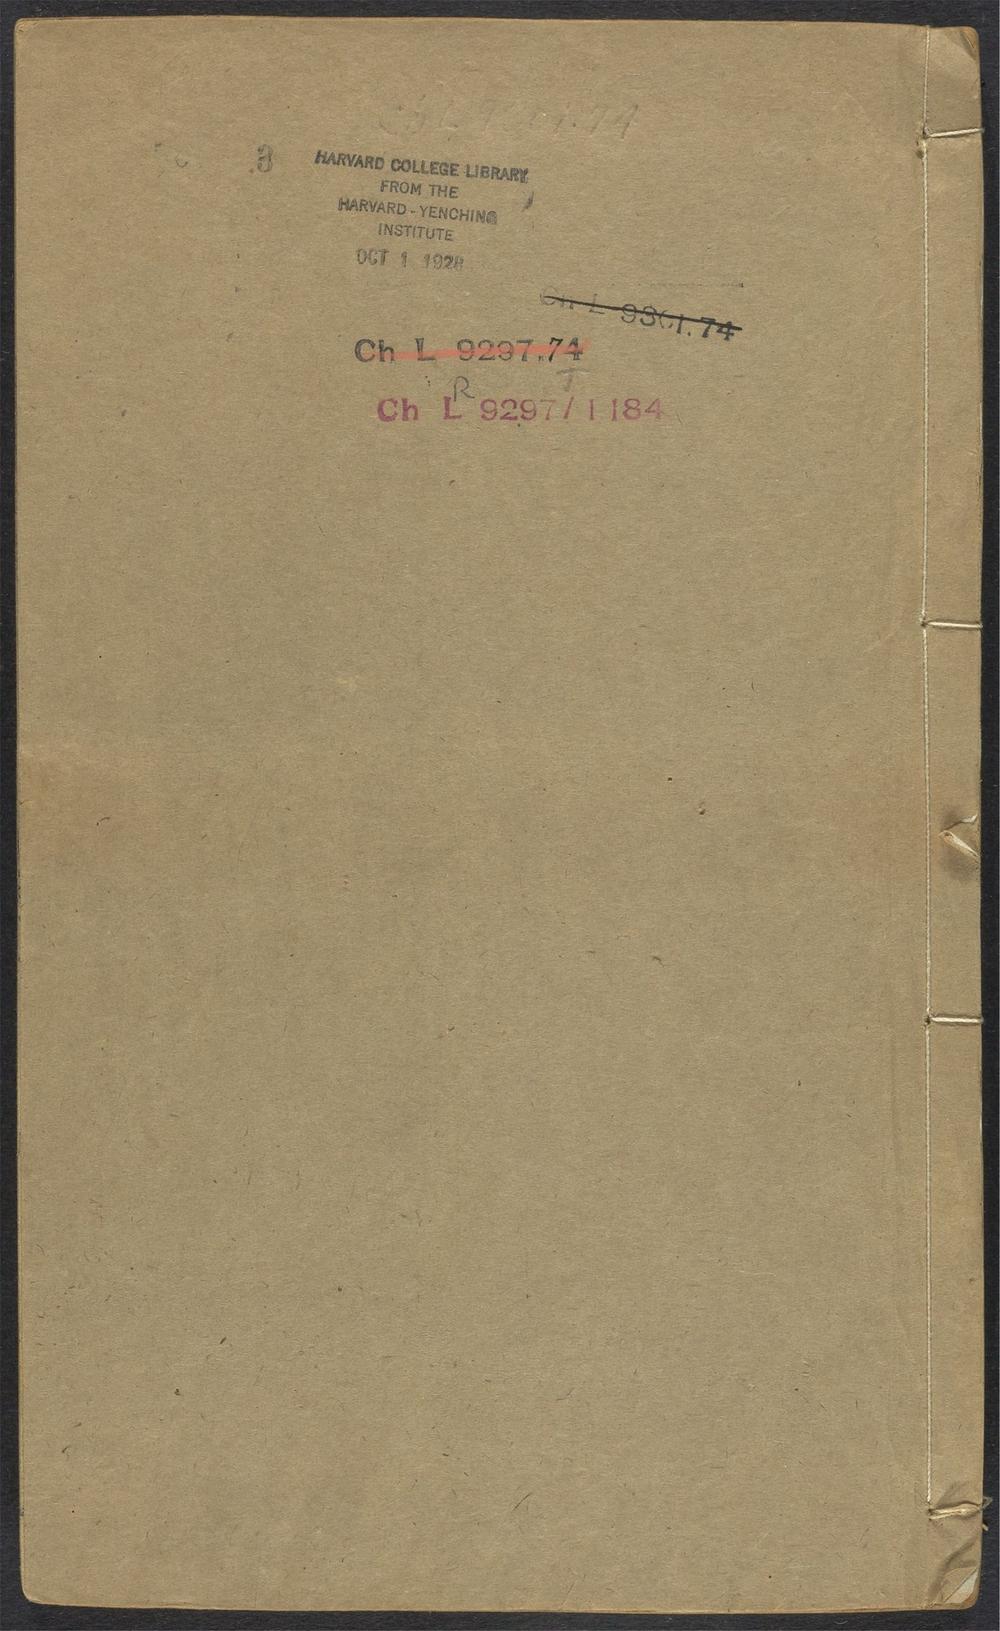 3
HARVARD COLLEGE LIBRARY
FROM THE
HARVARD-YENCHING
INSTITUTE
OCT 1 1928
Ch L 9301.74
Ch L 9297.74
R T
Ch L 9297/1184